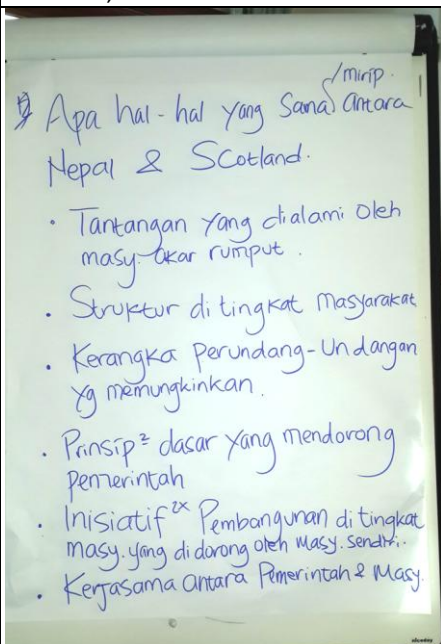 Apa hal-hal yang sama/mirip. antara
Nepal & Scotland.
· Tantangan yang dialami oleh
masy. akar rumput.
· Struktur di tingkat masyarakat
· Kerangka Perundang-Undangan
yg memungkinkan.
· Prinsip² dasar yang mendorong
pemerintah
· Inisiatif²ˣ Pembangunan di tingkat
masy. yang didorong oleh masy. sendiri.
· Kerjasama antara Pemerintah & Masy.